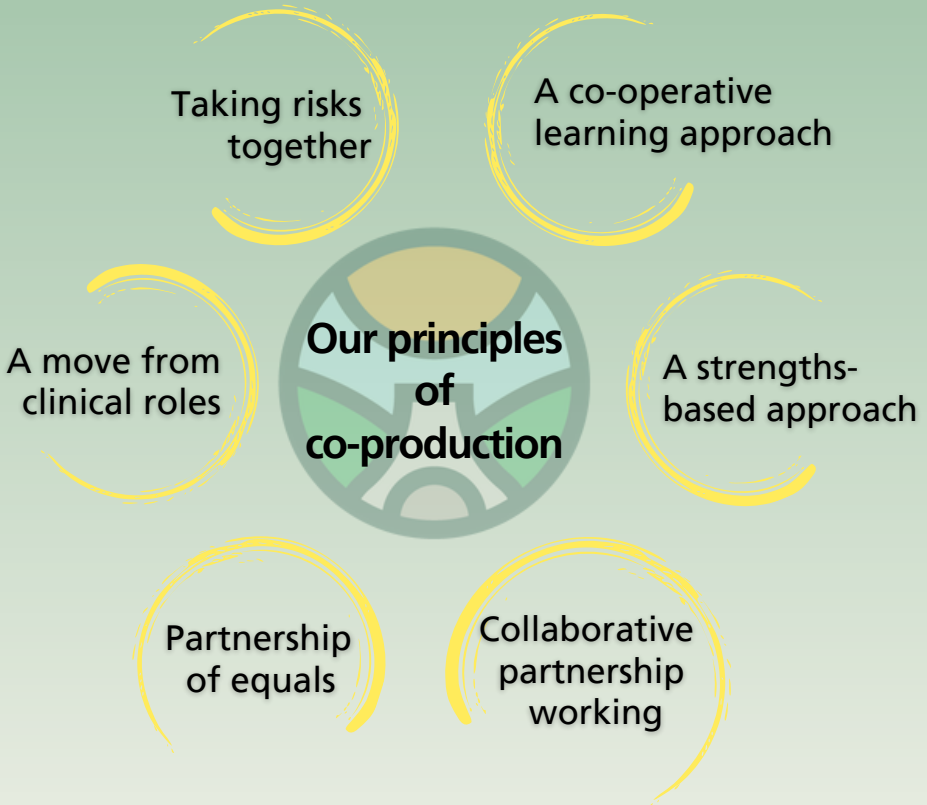 Taking risks
together
A co-operative
learning approach
A move from
clinical roles
Our principles
of
co-production
A strengths-
based approach
Partnership
of equals
Collaborative
partnership
working